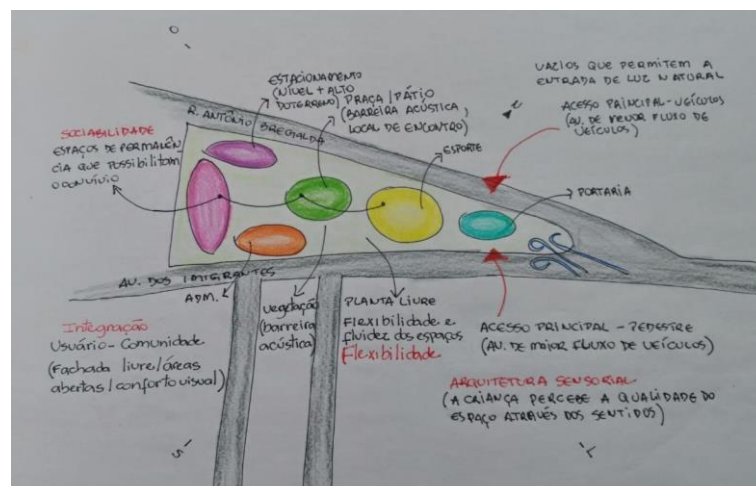 O
ESTACIONAMENTO
(NÍVEL + ALTO
DO TERRENO)
PRAÇA / PÁTIO
(BARREIRA ACÚSTICA,
LOCAL DE ENCONTRO)
VAZIOS QUE PERMITEM A
ENTRADA DE LUZ NATURAL
N
ACESSO PRINCIPAL - VEÍCULOS
(AV. DE MENOR FLUXO DE
VEÍCULOS)
R. ANTÔNIO
SOCIABILIDADE
ESPAÇOS DE PERMANÊN
CIA QUE POSSIBILITAM
O CONVÍVIO
ESPORTE
PORTARIA
AV. DOS IMIGRANTES
ADM.
Integração
Usuário - Comunidade
(Fachada livre/áreas
abertas/conforto visual)
Vegetação
(barreira
acústica)
PLANTA LIVRE
Flexibilidade e
fluidez dos espaços
Flexibilidade
ACESSO PRINCIPAL - PEDESTRE
(AV. DE MAIOR FLUXO DE VEÍCULOS)
ARQUITETURA SENSORIAL
(A CRIANÇA PERCEBE A QUALIDADE DO
ESPAÇO ATRAVÉS DOS SENTIDOS)
S
L